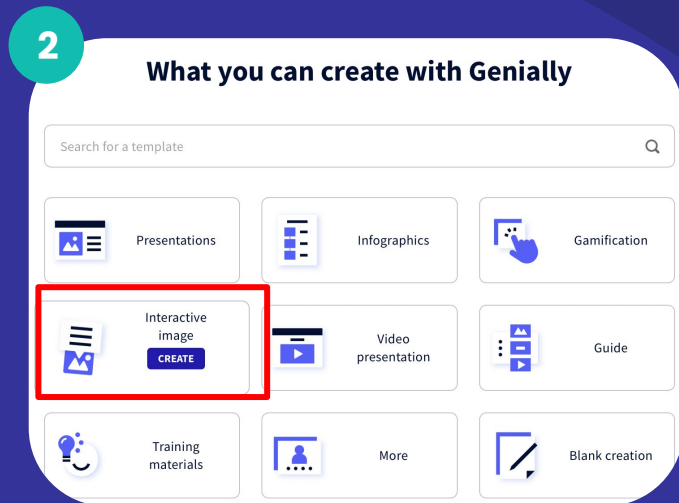 2
What you can create with Genially
Search for a template
Presentations
Infographics
Gamification
Interactive
image
CREATE
Video
presentation
Guide
Training
materials
More
Blank creation